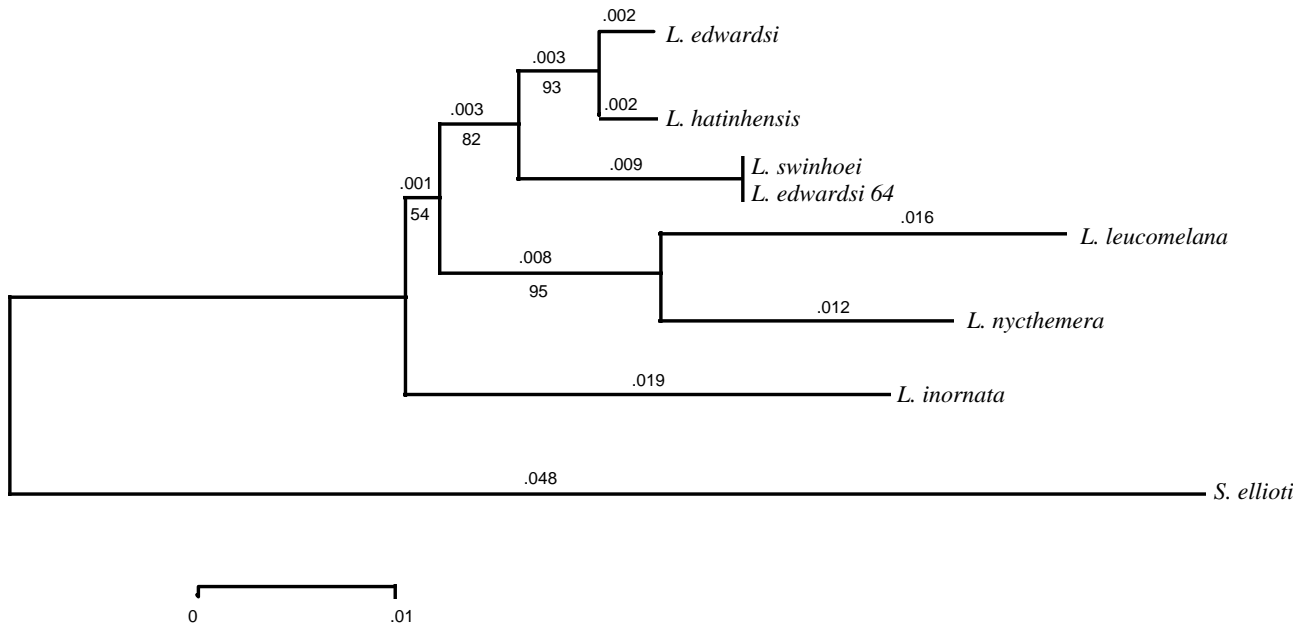 .002
L. edwardsi
.003
93
.002
L. hatinhensis
.003
82
.009
L. swinhoei
L. edwardsi 64
.001
54
.016
L. leucomelana
.008
95
.012
L. nycthemera
.019
L. inornata
.048
S. ellioti
0 .01